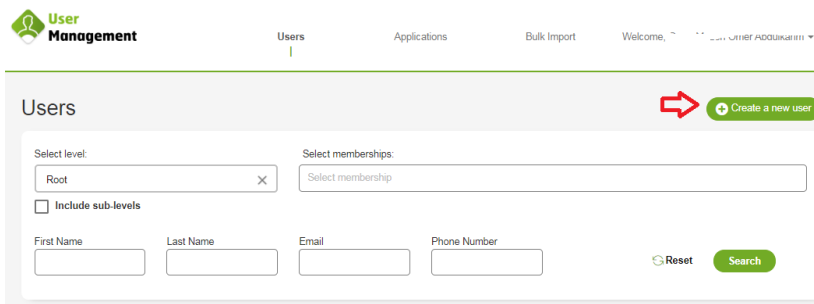 User
Management
Users Applications Bulk Import Welcome, Omer Abdulkarim
Users
Create a new user
Select level: Select memberships:
Root Select membership
Include sub-levels
First Name Last Name Email Phone Number
Reset Search